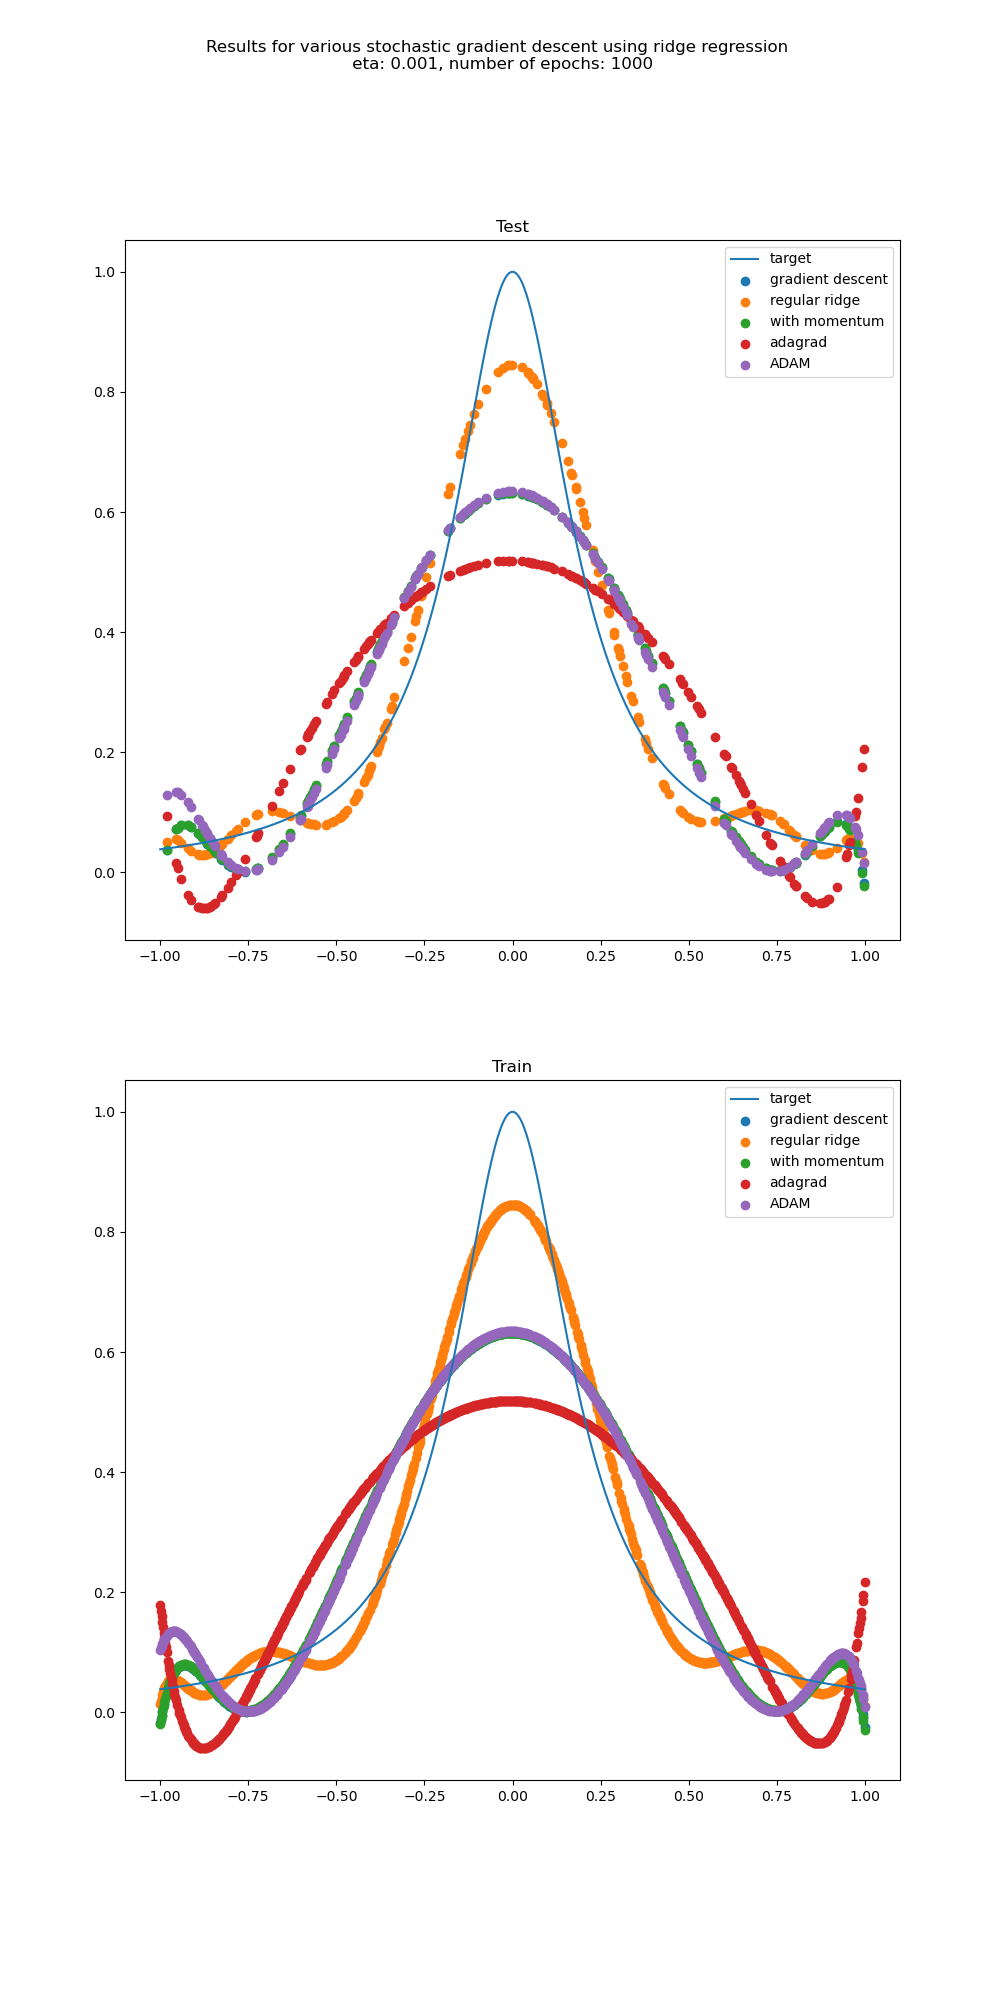 Results for various stochastic gradient descent using ridge regression
eta: 0.001, number of epochs: 1000
Test
target
gradient descent
regular ridge
with momentum
adagrad
ADAM
1.0
0.8
0.6
0.4
0.2
0.0
−1.00 −0.75 −0.50 −0.25 0.00 0.25 0.50 0.75 1.00
Train
target
gradient descent
regular ridge
with momentum
adagrad
ADAM
1.0
0.8
0.6
0.4
0.2
0.0
−1.00 −0.75 −0.50 −0.25 0.00 0.25 0.50 0.75 1.00